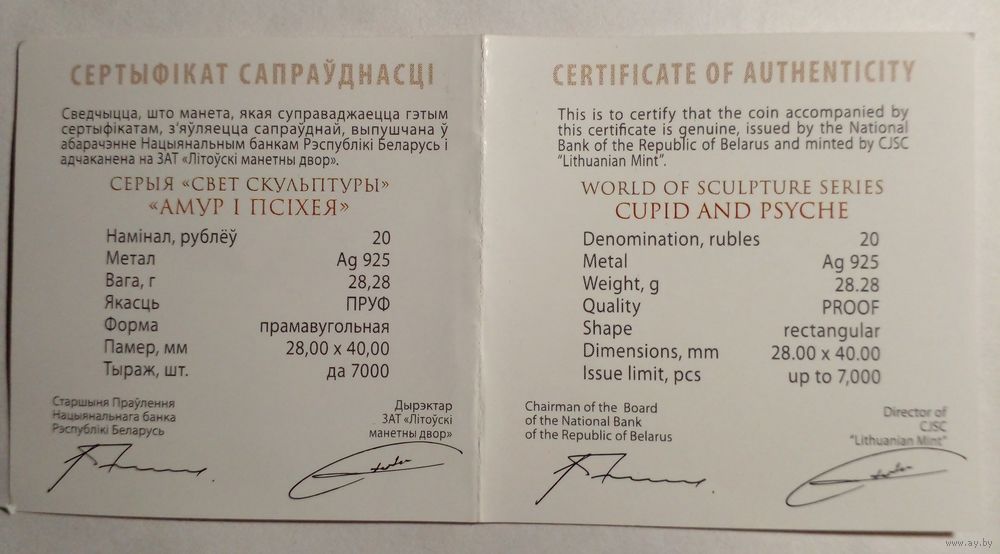 СЕРТЫФІКАТ САПРАЎДНАСЦІ
Сведчыцца, што манета, якая суправаджаецца гэтым
сертыфікатам, з'яўляецца сапраўднай, выпушчана ў
абарачэнне Нацыянальным банкам Рэспублікі Беларусь і
адчаканена на ЗАТ «Літоўскі манетны двор».
СЕРЫЯ «СВЕТ СКУЛЬПТУРЫ»
«АМУР І ПСІХЕЯ»
Намінал, рублёў 20
Метал Ag 925
Вага, г 28,28
Якасць ПРУФ
Форма прамавугольная
Памер, мм 28,00 x 40,00
Тыраж, шт. да 7000
Старшыня Праўлення
Нацыянальнага банка
Рэспублікі Беларусь
Дырэктар
ЗАТ «Літоўскі
манетны двор»
CERTIFICATE OF AUTHENTICITY
This is to certify that the coin accompanied by
this certificate is genuine, issued by the National
Bank of the Republic of Belarus and minted by CJSC
"Lithuanian Mint".
WORLD OF SCULPTURE SERIES
CUPID AND PSYCHE
Denomination, rubles 20
Metal Ag 925
Weight, g 28.28
Quality PROOF
Shape rectangular
Dimensions, mm 28.00 x 40.00
Issue limit, pcs up to 7,000
Chairman of the Board
of the National Bank
of the Republic of Belarus
Director of
CJSC
"Lithuanian Mint"
www.ay.by